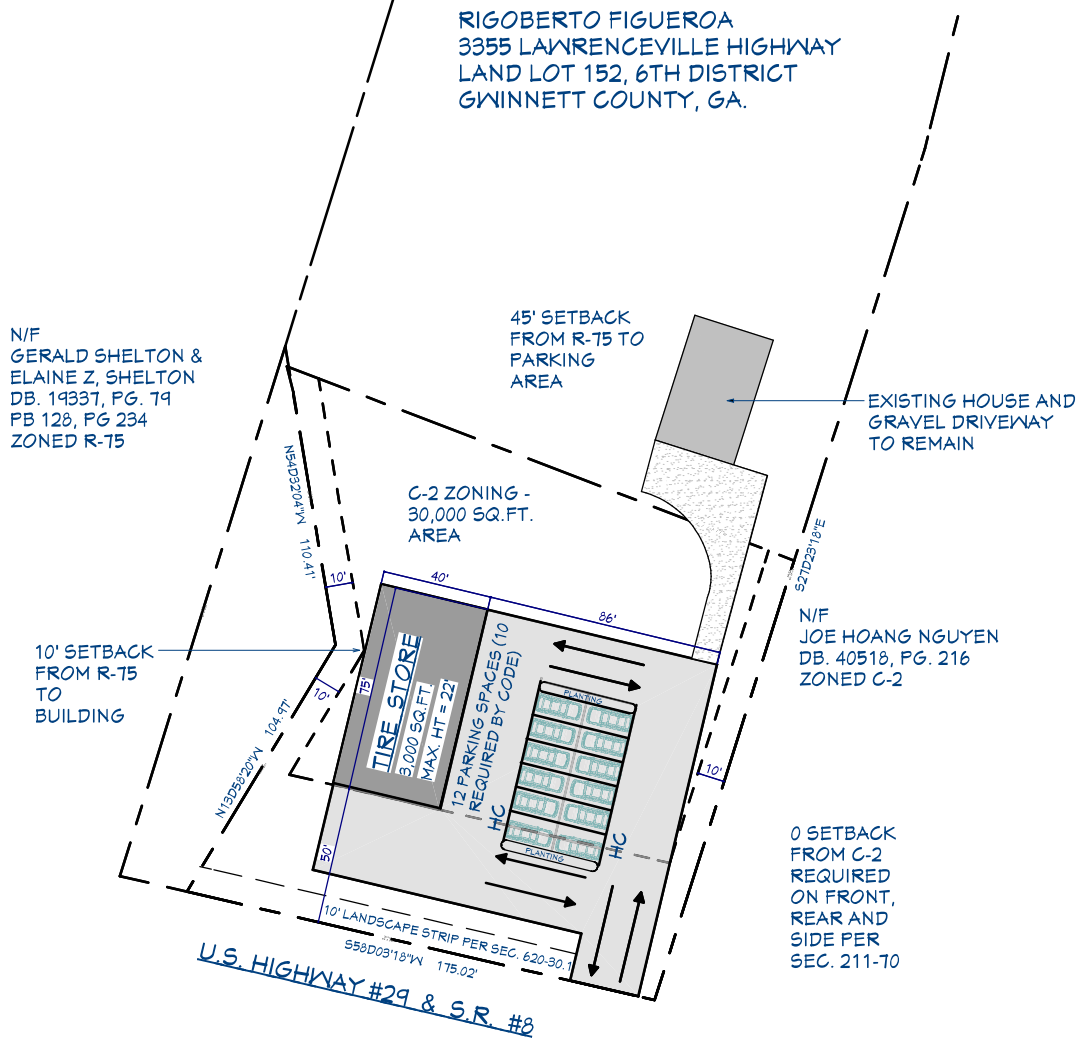 RIGOBERTO FIGUEROA
3355 LAWRENCEVILLE HIGHWAY
LAND LOT 152, 6TH DISTRICT
GWINNETT COUNTY, GA.
N/F
GERALD SHELTON &
ELAINE Z, SHELTON
DB. 19337, PG. 79
PB 128, PG 234
ZONED R-75
45' SETBACK
FROM R-75 TO
PARKING
AREA
EXISTING HOUSE AND
GRAVEL DRIVEWAY
TO REMAIN
N54D32'04"W 110.41'
C-2 ZONING -
30,000 SQ.FT.
AREA
S27D23'18"E
10'
40'
86'
N/F
JOE HOANG NGUYEN
DB. 40518, PG. 216
ZONED C-2
10' SETBACK
FROM R-75
TO
BUILDING
10'
75'
TIRE STORE
3,000 SQ.FT.
MAX. HT = 22'
12 PARKING SPACES (10
REQUIRED BY CODE)
PLANTING
HC
HC
PLANTING
10'
N13D58'20"W 104.97'
50'
0 SETBACK
FROM C-2
REQUIRED
ON FRONT,
REAR AND
SIDE PER
SEC. 211-70
10' LANDSCAPE STRIP PER SEC. 620-30.1
S58D03'18"W 175.02'
U.S. HIGHWAY #29 & S.R. #8